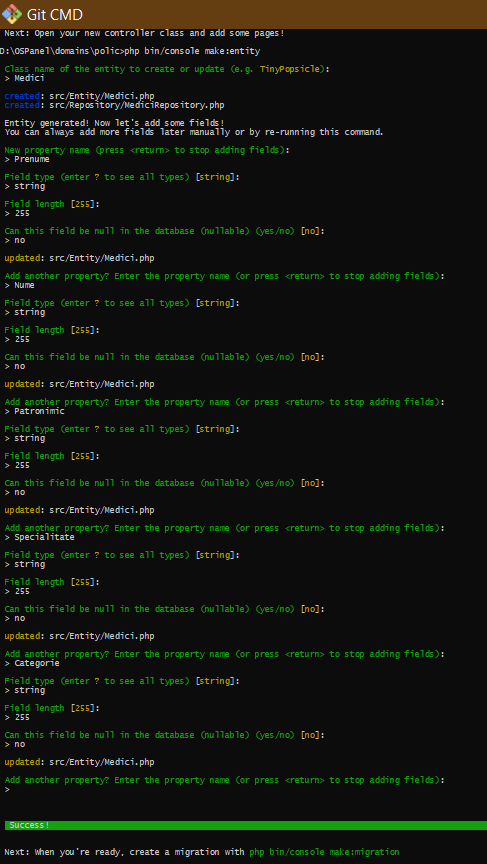 Git CMD
Next: Open your new controller class and add some pages!
D:\OSPanel\domains\polic>php bin/console make:entity
Class name of the entity to create or update (e.g. TinyPopsicle):
> Medici
created: src/Entity/Medici.php
created: src/Repository/MediciRepository.php
Entity generated! Now let's add some fields!
You can always add more fields later manually or by re-running this command.
New property name (press <return> to stop adding fields):
> Prenume
Field type (enter ? to see all types) [string]:
> string
Field length [255]:
> 255
Can this field be null in the database (nullable) (yes/no) [no]:
> no
updated: src/Entity/Medici.php
Add another property? Enter the property name (or press <return> to stop adding fields):
> Nume
Field type (enter ? to see all types) [string]:
> string
Field length [255]:
> 255
Can this field be null in the database (nullable) (yes/no) [no]:
> no
updated: src/Entity/Medici.php
Add another property? Enter the property name (or press <return> to stop adding fields):
> Patronimic
Field type (enter ? to see all types) [string]:
> string
Field length [255]:
> 255
Can this field be null in the database (nullable) (yes/no) [no]:
> no
updated: src/Entity/Medici.php
Add another property? Enter the property name (or press <return> to stop adding fields):
> Specialitate
Field type (enter ? to see all types) [string]:
> string
Field length [255]:
> 255
Can this field be null in the database (nullable) (yes/no) [no]:
> no
updated: src/Entity/Medici.php
Add another property? Enter the property name (or press <return> to stop adding fields):
> Categorie
Field type (enter ? to see all types) [string]:
> string
Field length [255]:
> 255
Can this field be null in the database (nullable) (yes/no) [no]:
> no
updated: src/Entity/Medici.php
Add another property? Enter the property name (or press <return> to stop adding fields):
>
Success!
Next: When you're ready, create a migration with php bin/console make:migration